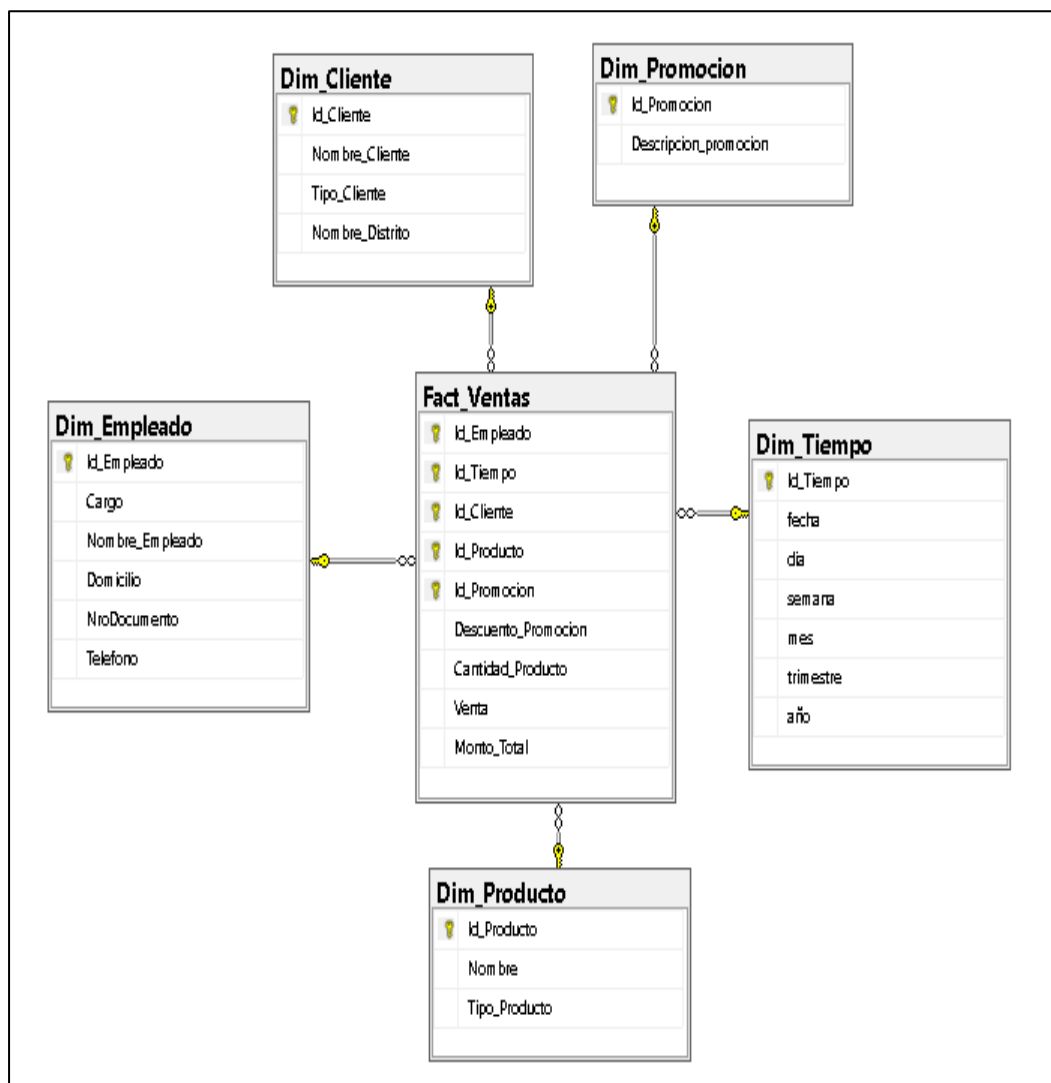 Dim_Cliente
Id_Cliente
Nombre_Cliente
Tipo_Cliente
Nombre_Distrito
Dim_Promocion
Id_Promocion
Descripcion_promocion
Dim_Empleado
Id_Empleado
Cargo
Nombre_Empleado
Domicilio
NroDocumento
Telefono
Fact_Ventas
Id_Empleado
Id_Tiempo
Id_Cliente
Id_Producto
Id_Promocion
Descuento_Promocion
Cantidad_Producto
Venta
Monto_Total
Dim_Tiempo
Id_Tiempo
fecha
dia
semana
mes
trimestre
año
Dim_Producto
Id_Producto
Nombre
Tipo_Producto